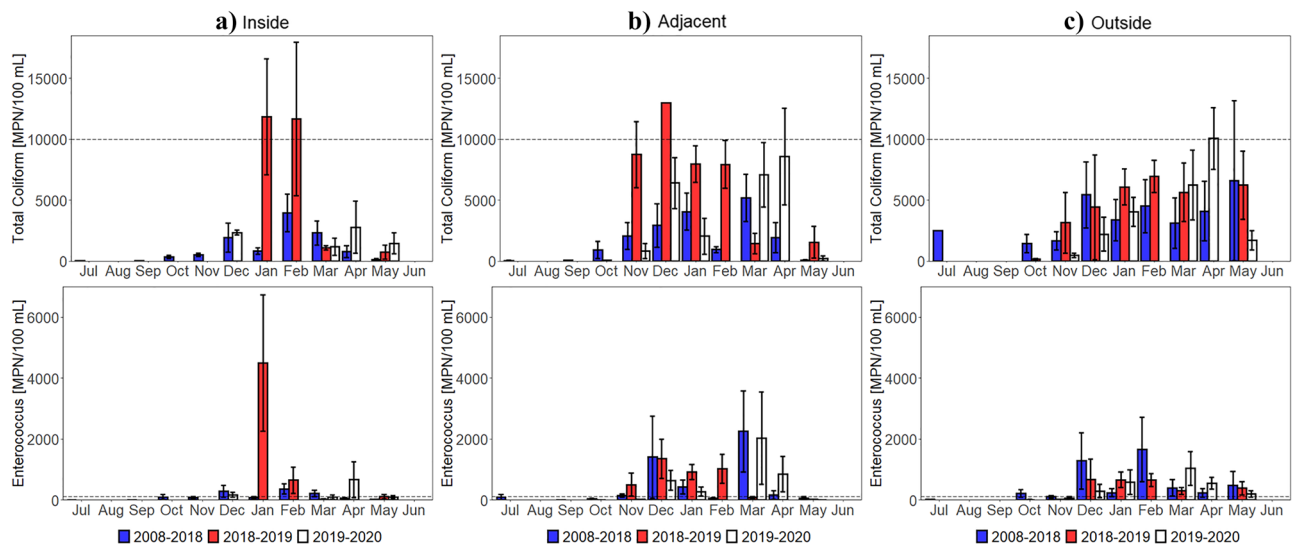 a) Inside
b) Adjacent
c) Outside
Total Coliform [MPN/100 mL]
15000
10000
5000
0
Jul Aug Sep Oct Nov Dec Jan Feb Mar Apr May Jun
Total Coliform [MPN/100 mL]
15000
10000
5000
0
Jul Aug Sep Oct Nov Dec Jan Feb Mar Apr May Jun
Total Coliform [MPN/100 mL]
15000
10000
5000
0
Jul Aug Sep Oct Nov Dec Jan Feb Mar Apr May Jun
Enterococcus [MPN/100 mL]
6000
4000
2000
0
Jul Aug Sep Oct Nov Dec Jan Feb Mar Apr May Jun
2008-2018 2018-2019 2019-2020
Enterococcus [MPN/100 mL]
6000
4000
2000
0
Jul Aug Sep Oct Nov Dec Jan Feb Mar Apr May Jun
2008-2018 2018-2019 2019-2020
Enterococcus [MPN/100 mL]
6000
4000
2000
0
Jul Aug Sep Oct Nov Dec Jan Feb Mar Apr May Jun
2008-2018 2018-2019 2019-2020